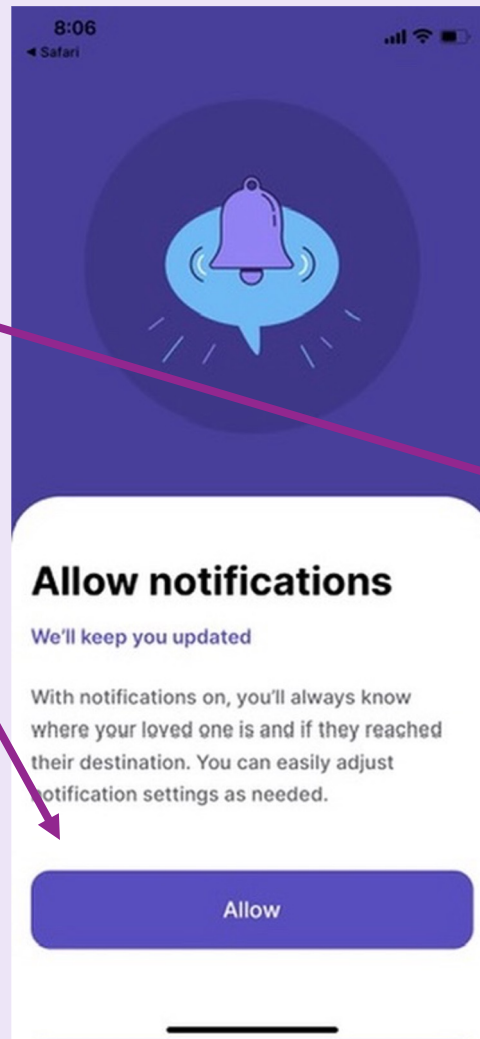 8:06
◄ Safari
Allow notifications
We'll keep you updated
With notifications on, you'll always know
where your loved one is and if they reached
their destination. You can easily adjust
notification settings as needed.
Allow